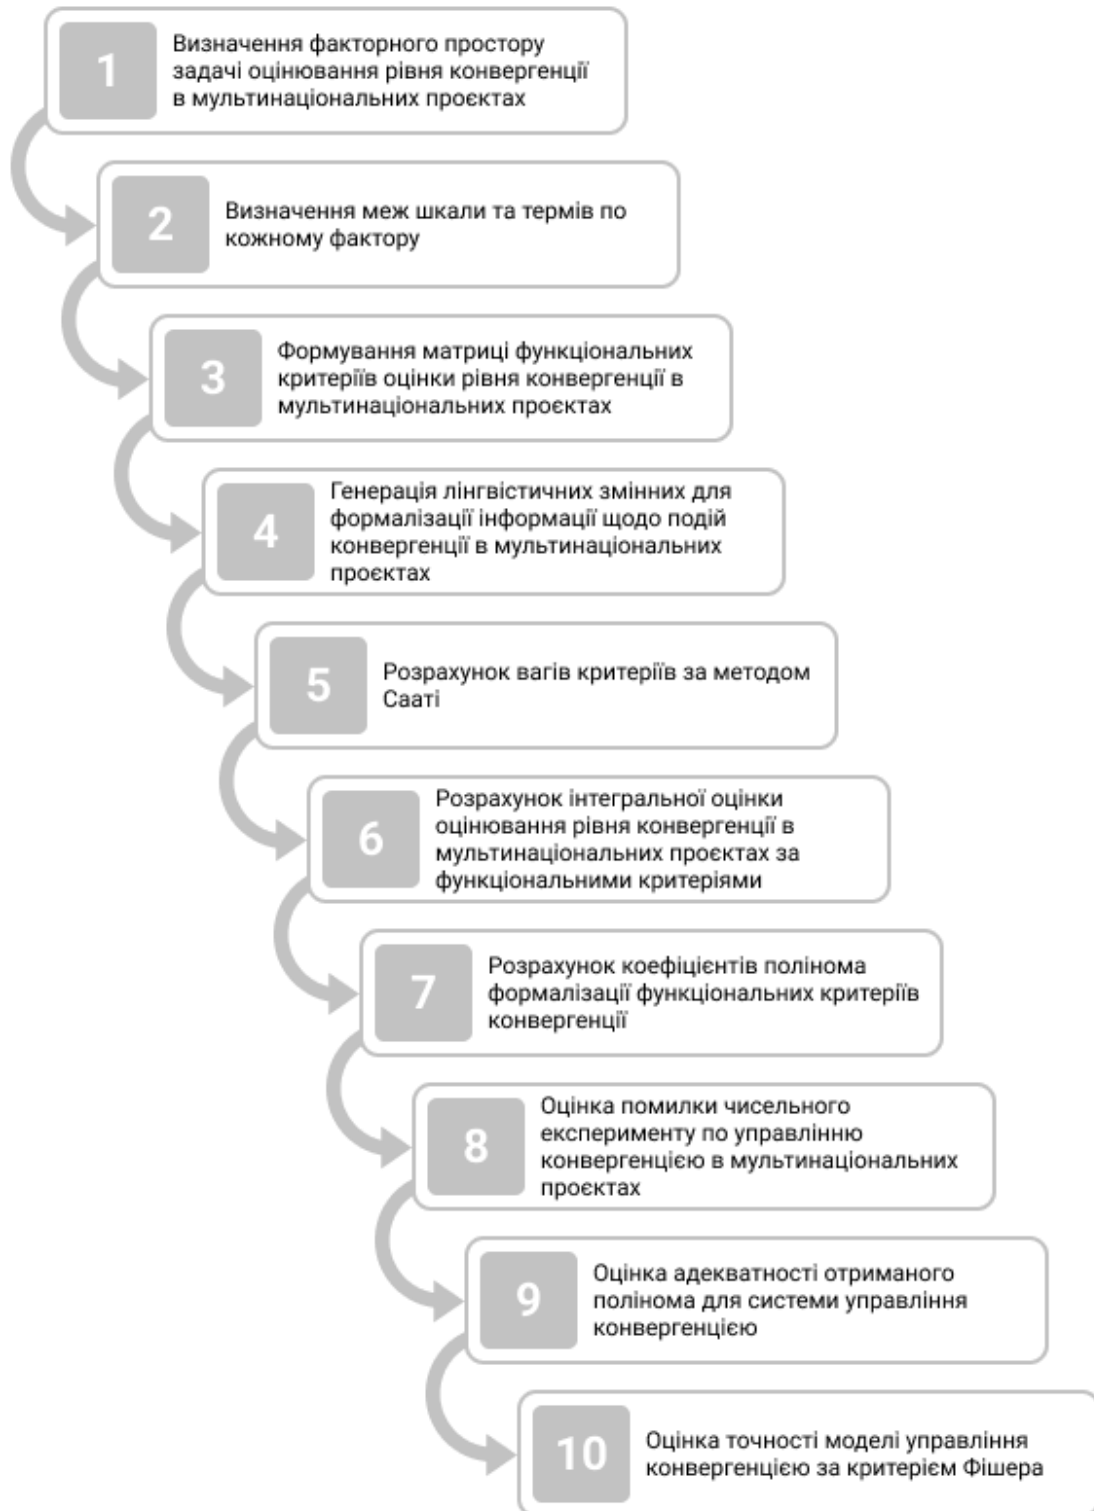 1
Визначення факторного простору
задачі оцінювання рівня конвергенції
в мультинаціональних проєктах
2
Визначення меж шкали та термів по
кожному фактору
3
Формування матриці функціональних
критеріїв оцінки рівня конвергенції в
мультинаціональних проєктах
4
Генерація лінгвістичних змінних для
формалізації інформації щодо подій
конвергенції в мультинаціональних
проєктах
5
Розрахунок вагів критеріїв за методом
Сааті
6
Розрахунок інтегральної оцінки
оцінювання рівня конвергенції в
мультинаціональних проєктах за
функціональними критеріями
7
Розрахунок коефіцієнтів полінома
формалізації функціональних критеріїв
конвергенції
8
Оцінка помилки чисельного
експерименту по управлінню
конвергенцією в мультинаціональних
проєктах
9
Оцінка адекватності отриманого
полінома для системи управління
конвергенцією
10
Оцінка точності моделі управління
конвергенцією за критерієм Фішера